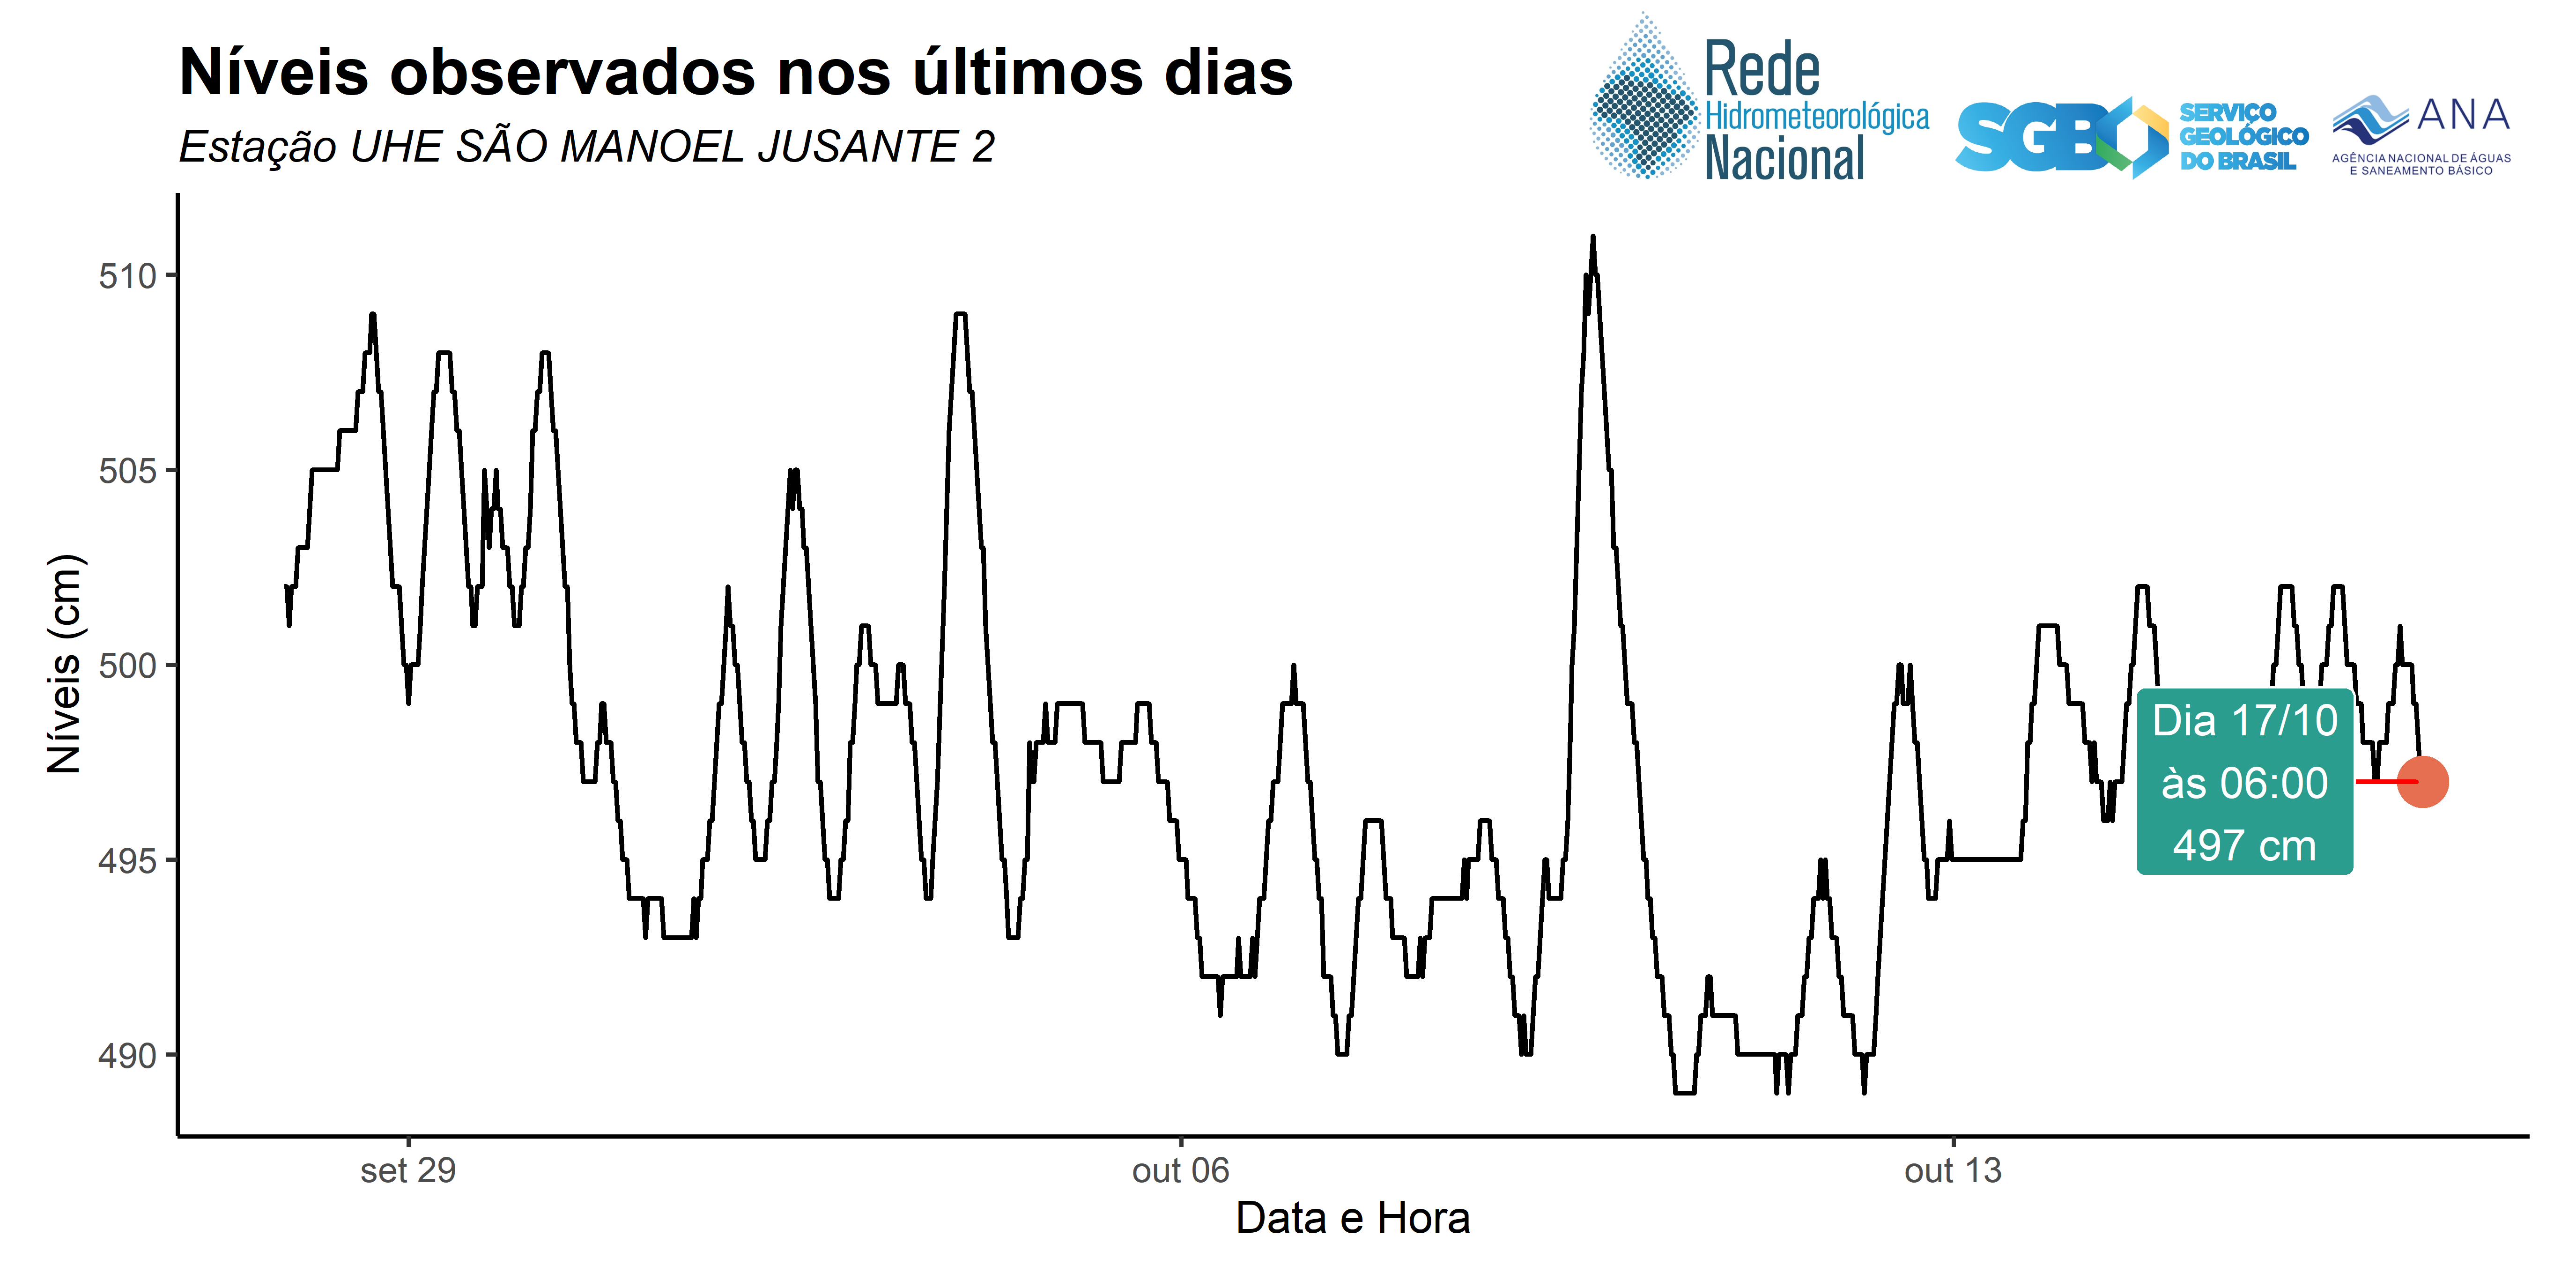 Níveis observados nos últimos dias
Estação UHE SÃO MANOEL JUSANTE 2
Rede
Hidrometeorológica
Nacional
SGB
SERVIÇO
GEOLÓGICO
DO BRASIL
ANA
AGÊNCIA NACIONAL DE ÁGUAS
E SANEAMENTO BÁSICO
Níveis (cm)
510
505
500
495
490
Dia 17/10
às 06:00
497 cm
set 29
out 06
out 13
Data e Hora